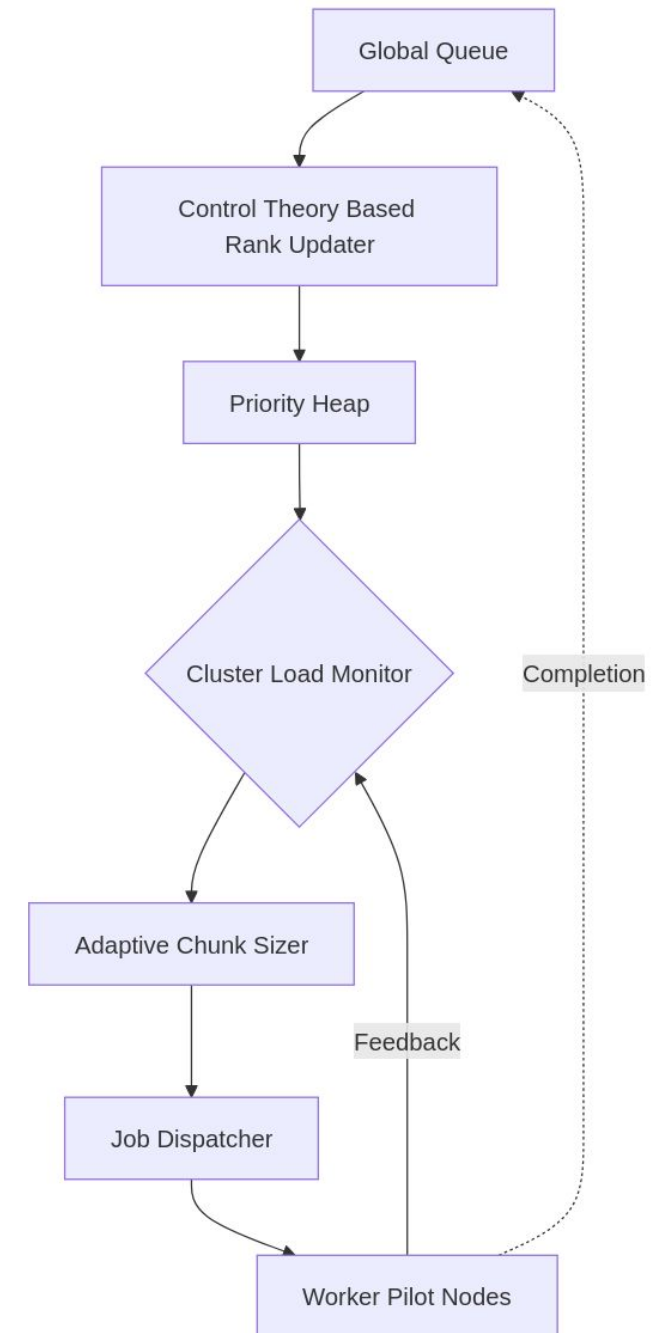 Global Queue
Control Theory Based
Rank Updater
Priority Heap
Cluster Load Monitor
Completion
Adaptive Chunk Sizer
Feedback
Job Dispatcher
Worker Pilot Nodes